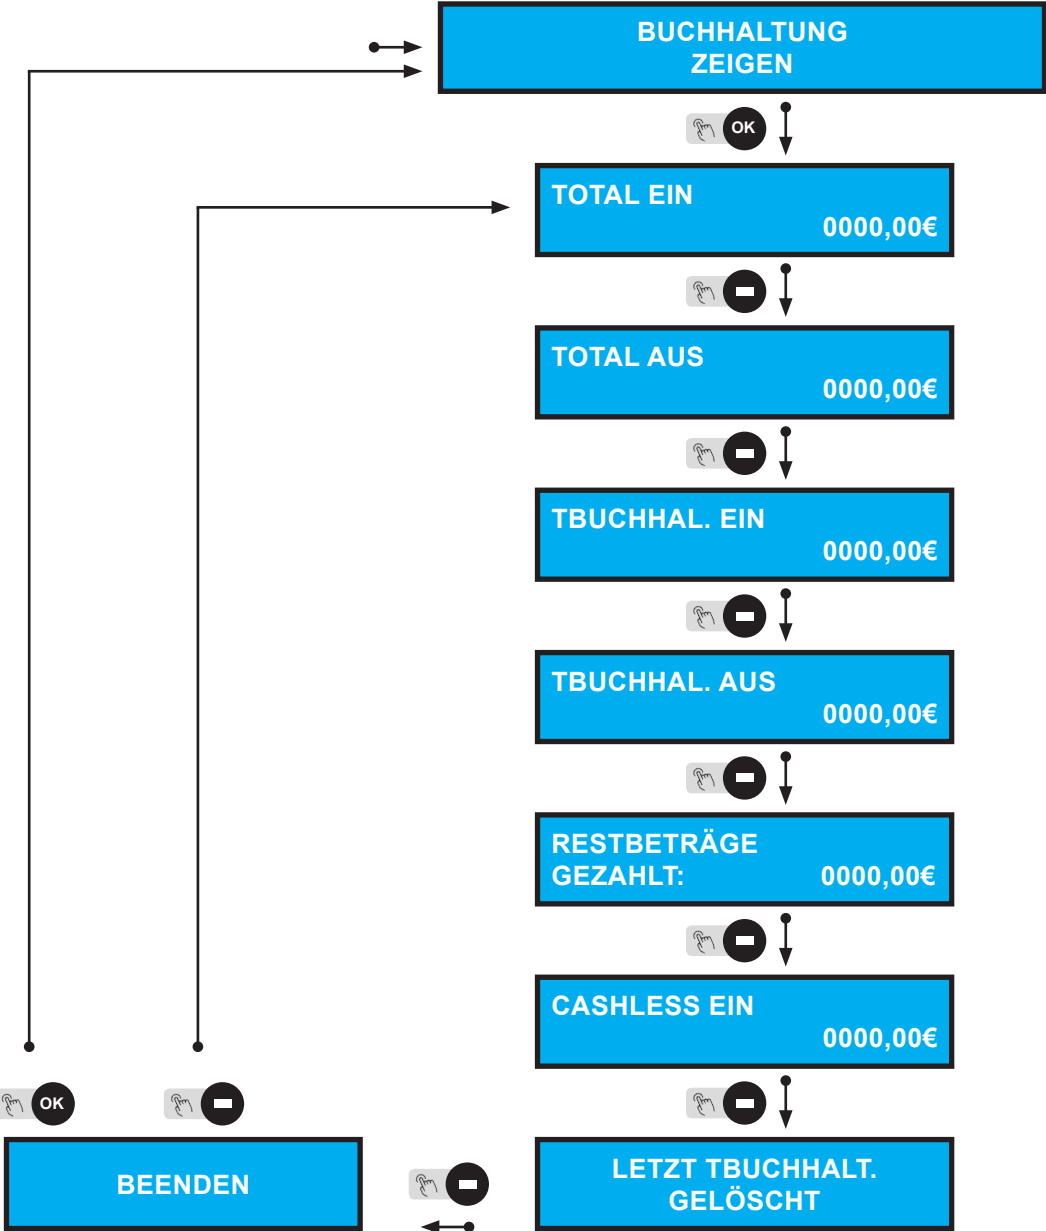 BUCHHALTUNG
ZEIGEN
OK
TOTAL EIN
0000,00€
TOTAL AUS
0000,00€
TBUCHHAL. EIN
0000,00€
TBUCHHAL. AUS
0000,00€
RESTBETRÄGE
GEZAHLT: 0000,00€
CASHLESS EIN
0000,00€
OK
BEENDEN
LETZT TBUCHHALT.
GELÖSCHT